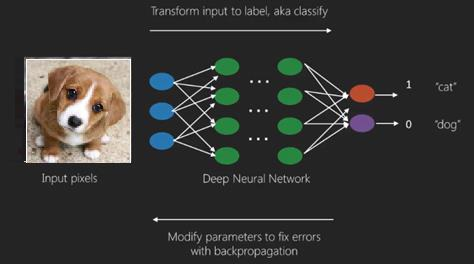 Transform input to label, aka classify
1 "cat"
0 "dog"
Input pixels
Deep Neural Network
Modify parameters to fix errors
with backpropagation